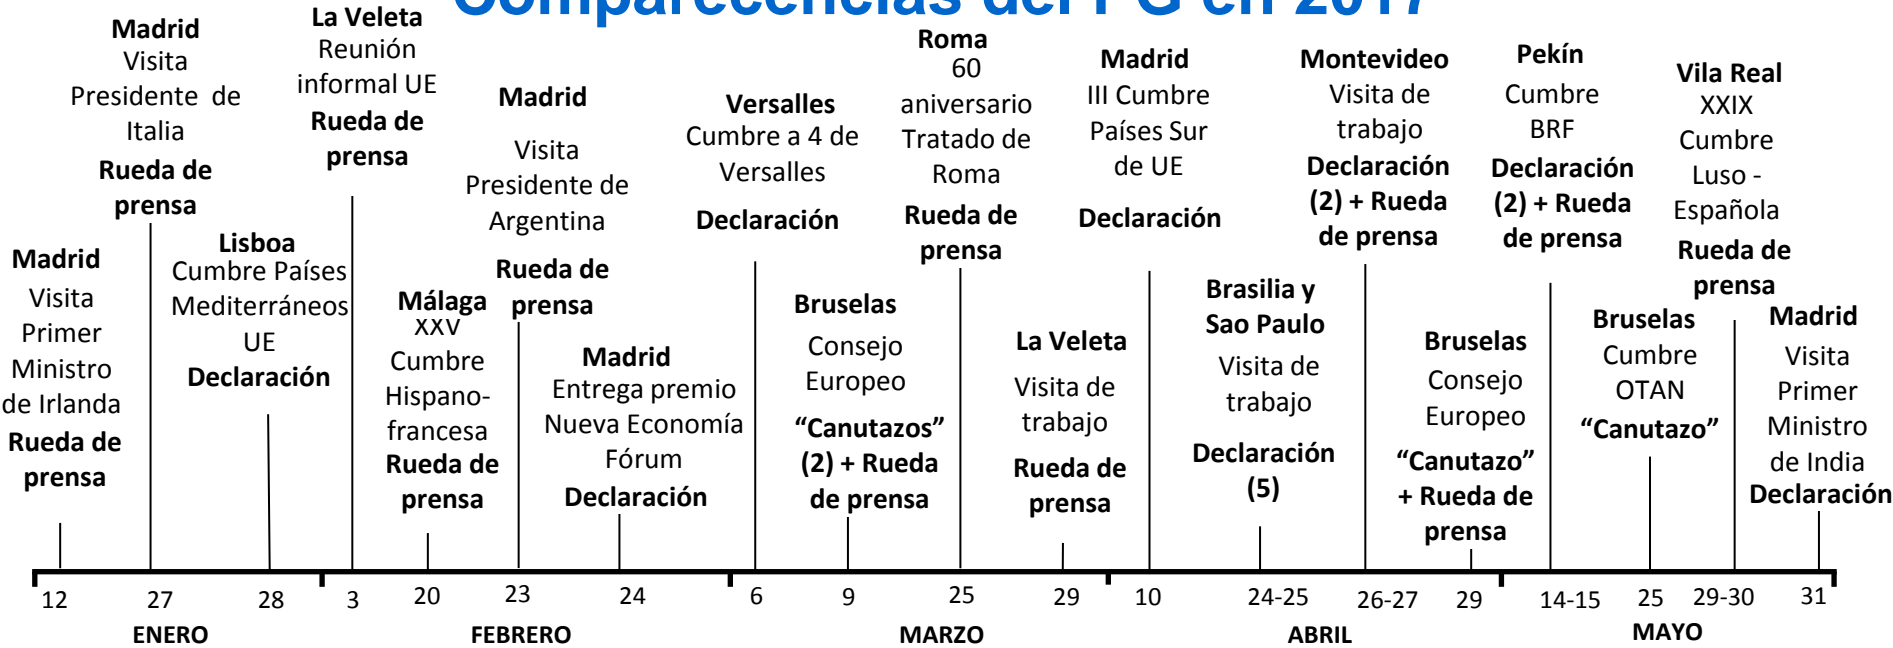 Comparecencias del PG en 2017
Madrid
Visita
Primer
Ministro
de Irlanda
Rueda de
prensa
Madrid
Visita
Presidente de
Italia
Rueda de
prensa
Lisboa
Cumbre Países
Mediterráneos
UE
Declaración
La Veleta
Reunión
informal UE
Rueda de
prensa
Málaga
XXV
Cumbre
Hispano-
francesa
Rueda de
prensa
Madrid
Visita
Presidente de
Argentina
Rueda de
prensa
Madrid
Entrega premio
Nueva Economía
Fórum
Declaración
Versalles
Cumbre a 4 de
Versalles
Declaración
Bruselas
Consejo
Europeo
“Canutazos”
(2) + Rueda
de prensa
Roma
60
aniversario
Tratado de
Roma
Rueda de
prensa
La Veleta
Visita de
trabajo
Rueda de
prensa
Madrid
III Cumbre
Países Sur
de UE
Declaración
Brasilia y
Sao Paulo
Visita de
trabajo
Declaración
(5)
Montevideo
Visita de
trabajo
Declaración
(2) + Rueda
de prensa
Bruselas
Consejo
Europeo
“Canutazo”
+ Rueda de
prensa
Pekín
Cumbre
BRF
Declaración
(2) + Rueda
de prensa
Bruselas
Cumbre
OTAN
“Canutazo”
Vila Real
XXIX
Cumbre
Luso -
Española
Rueda de
prensa
Madrid
Visita
Primer
Ministro
de India
Declaración
12 27 28 3 20 23 24 6 9 25 29 10 24-25 26-27 29 14-15 25 29-30 31
ENERO FEBRERO MARZO ABRIL MAYO